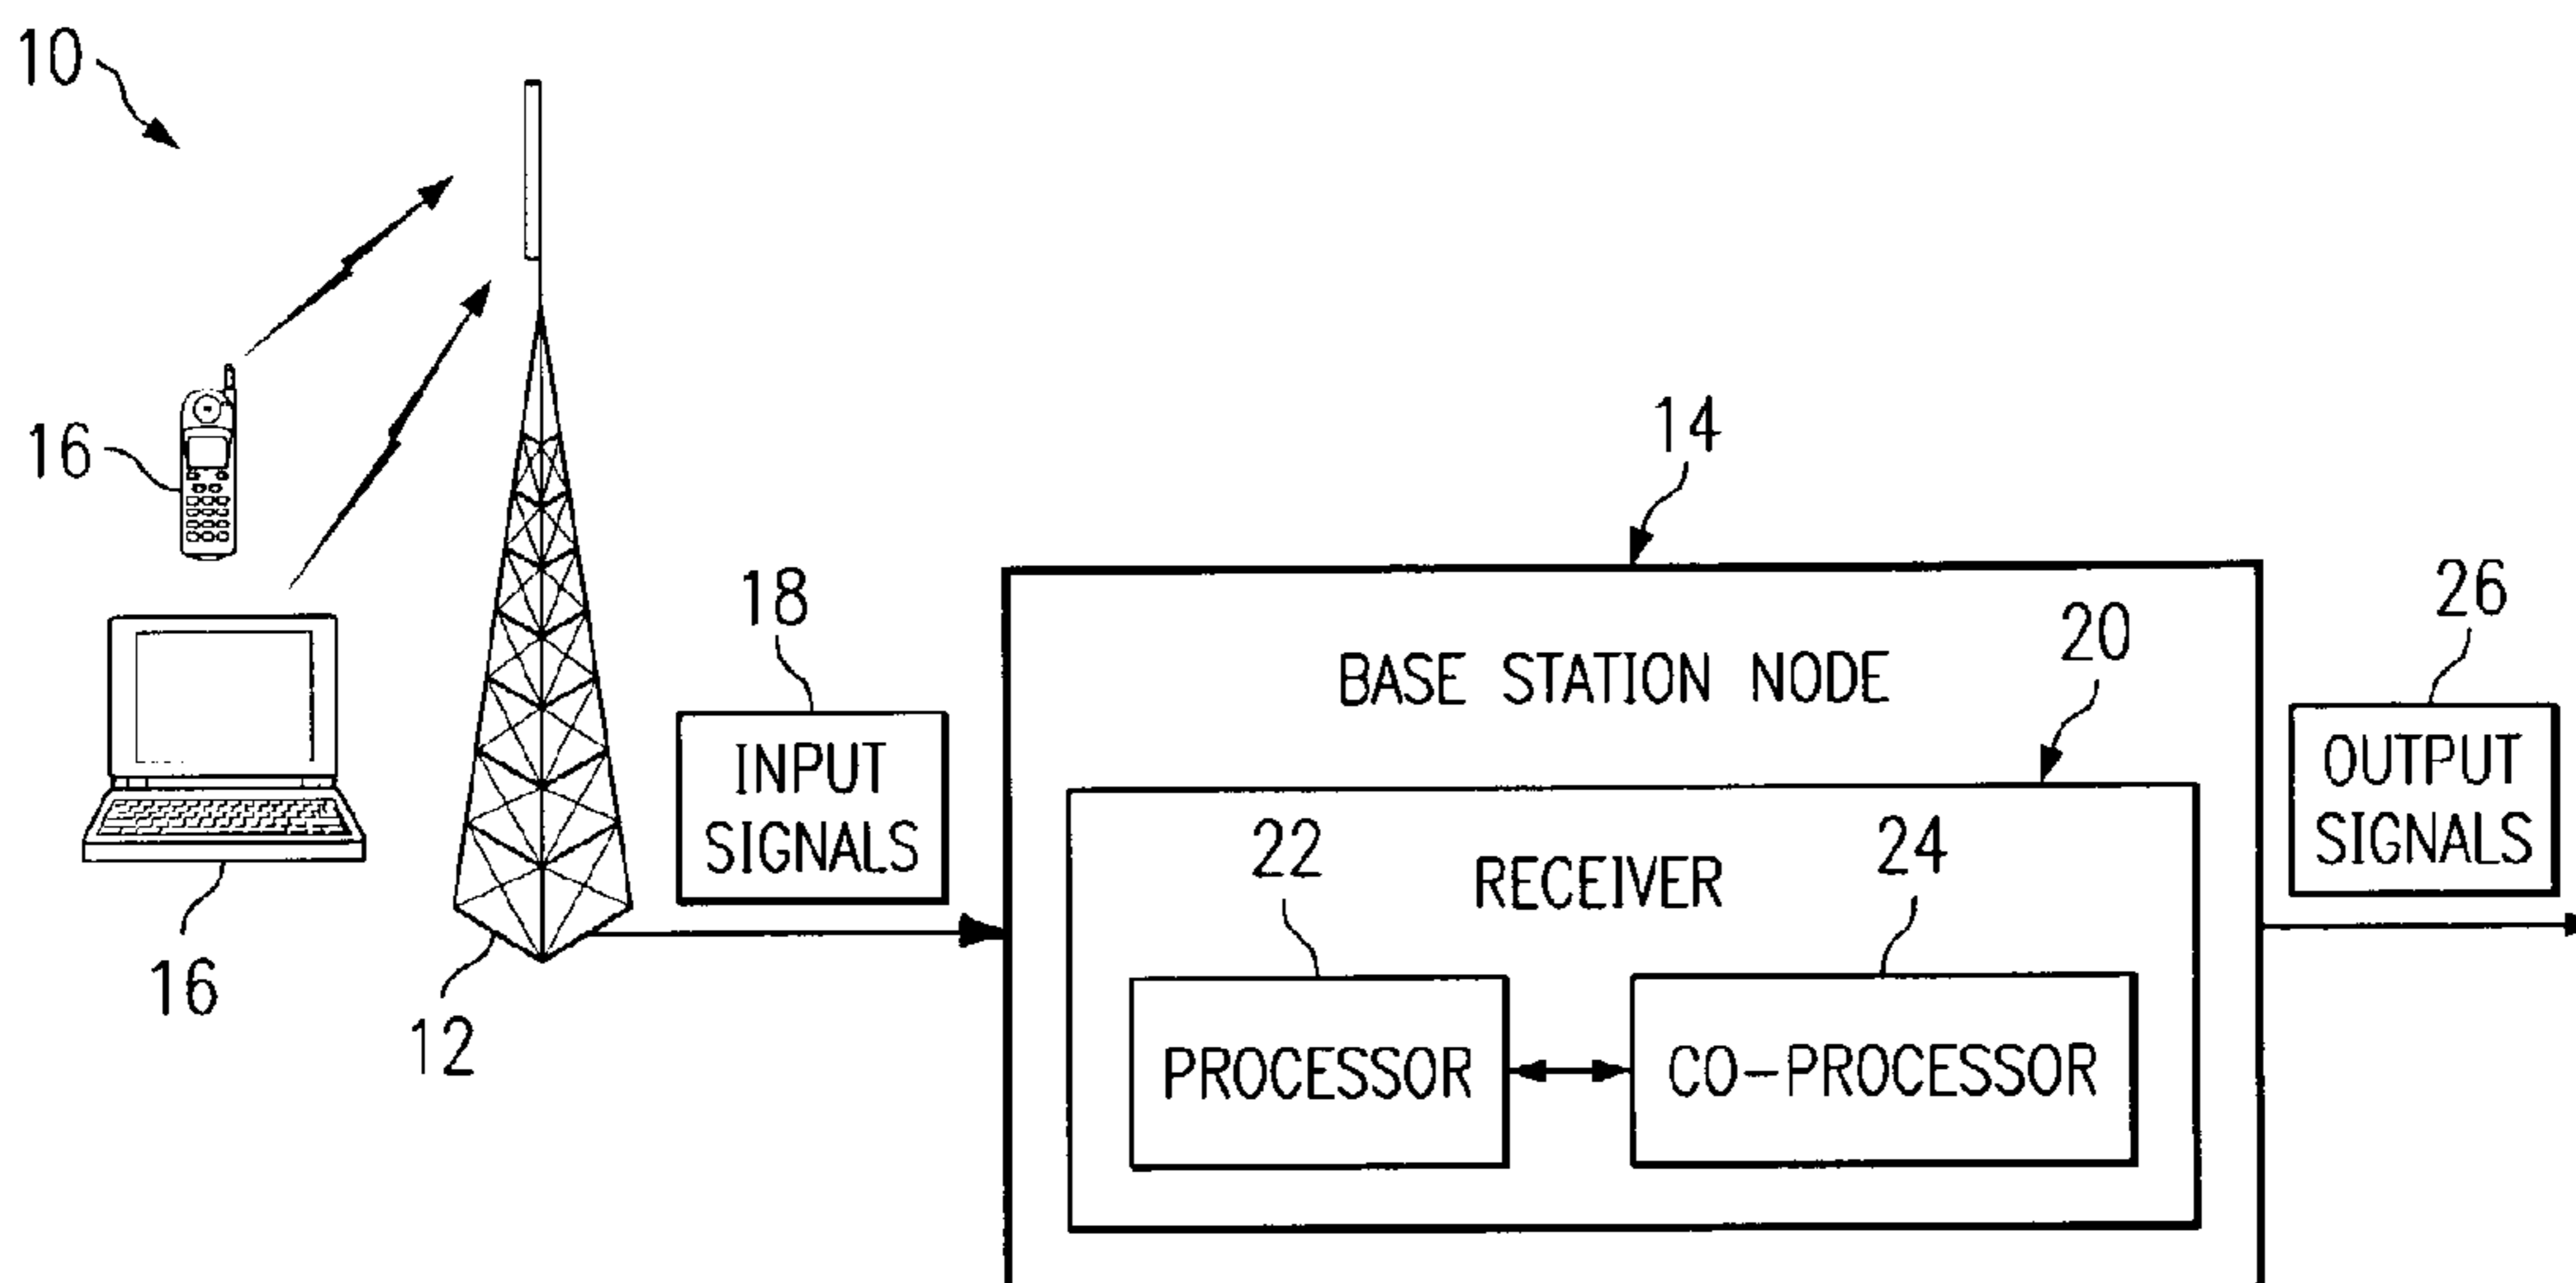 10
16
16
12
18
INPUT
SIGNALS
14
BASE STATION NODE
20
RECEIVER
22
PROCESSOR
24
CO-PROCESSOR
26
OUTPUT
SIGNALS